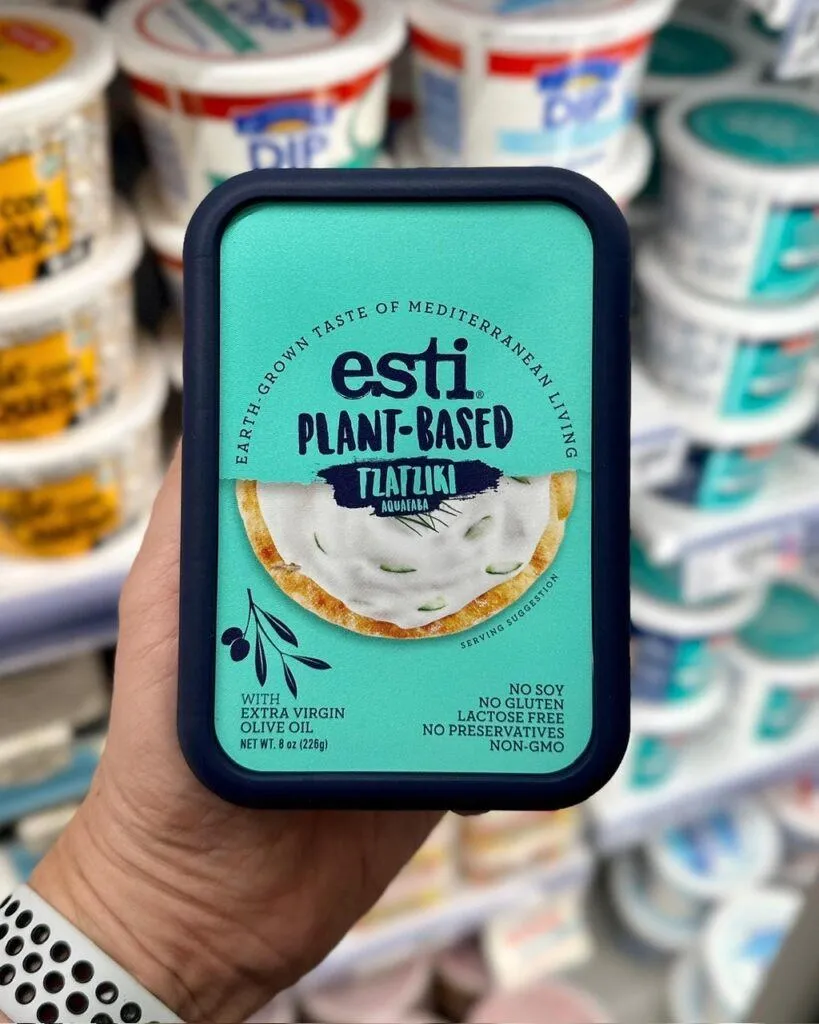 DIP
DIP
EARTH-GROWN TASTE OF MEDITERRANEAN LIVING
esti®
PLANT-BASED
TZATZIKI
AQUAFABA
SERVING SUGGESTION
WITH
EXTRA VIRGIN
OLIVE OIL
NET WT. 8 oz (226g)
NO SOY
NO GLUTEN
LACTOSE FREE
NO PRESERVATIVES
NON-GMO